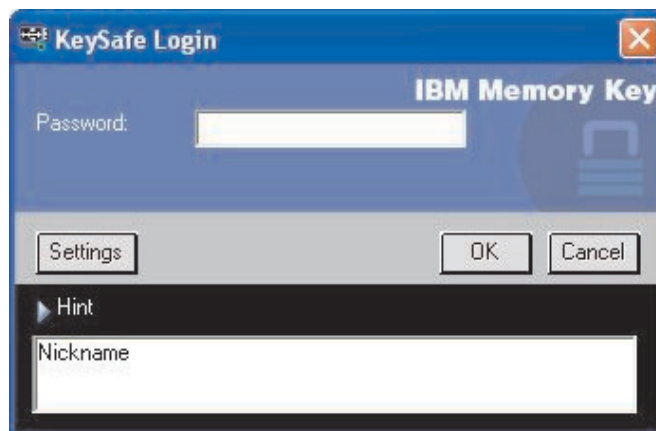 KeySafe Login
IBM Memory Key
Password:
Settings
OK
Cancel
Hint
Nickname